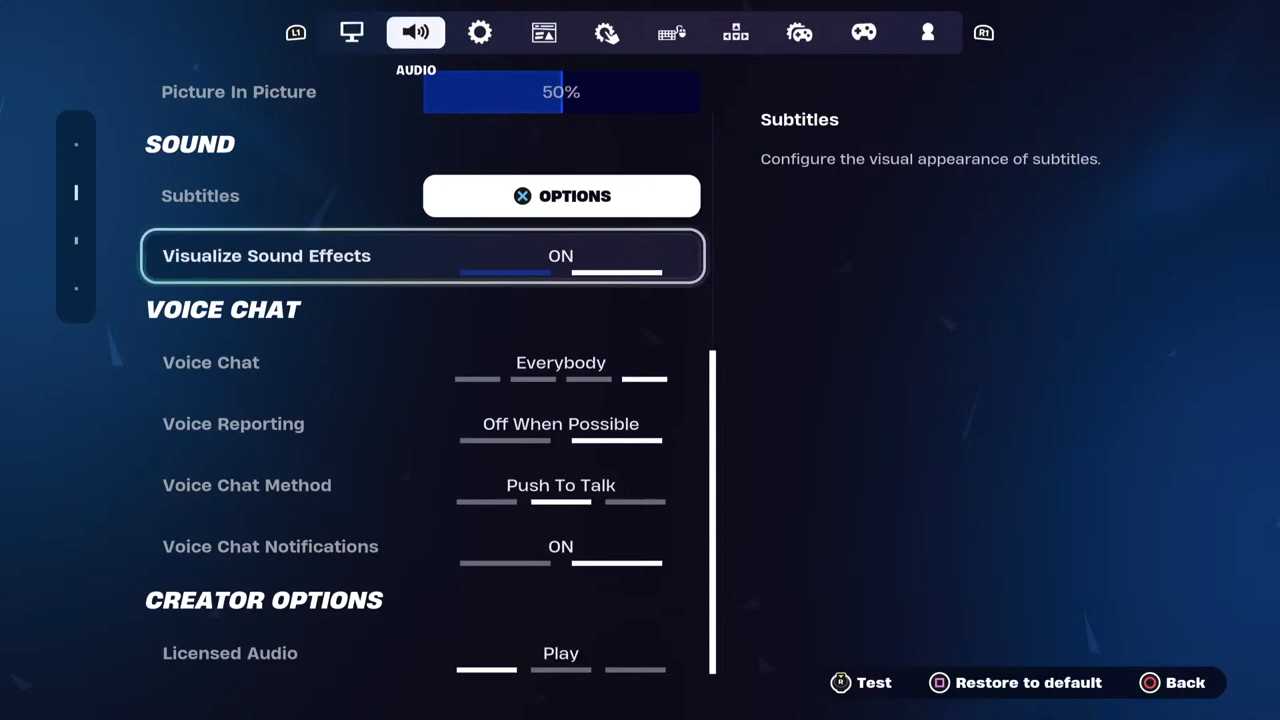 L1
R1
AUDIO
Picture In Picture 50%
SOUND
Subtitles OPTIONS
Visualize Sound Effects ON
VOICE CHAT
Voice Chat Everybody
Voice Reporting Off When Possible
Voice Chat Method Push To Talk
Voice Chat Notifications ON
CREATOR OPTIONS
Licensed Audio Play
Subtitles
Configure the visual appearance of subtitles.
R Test Restore to default Back